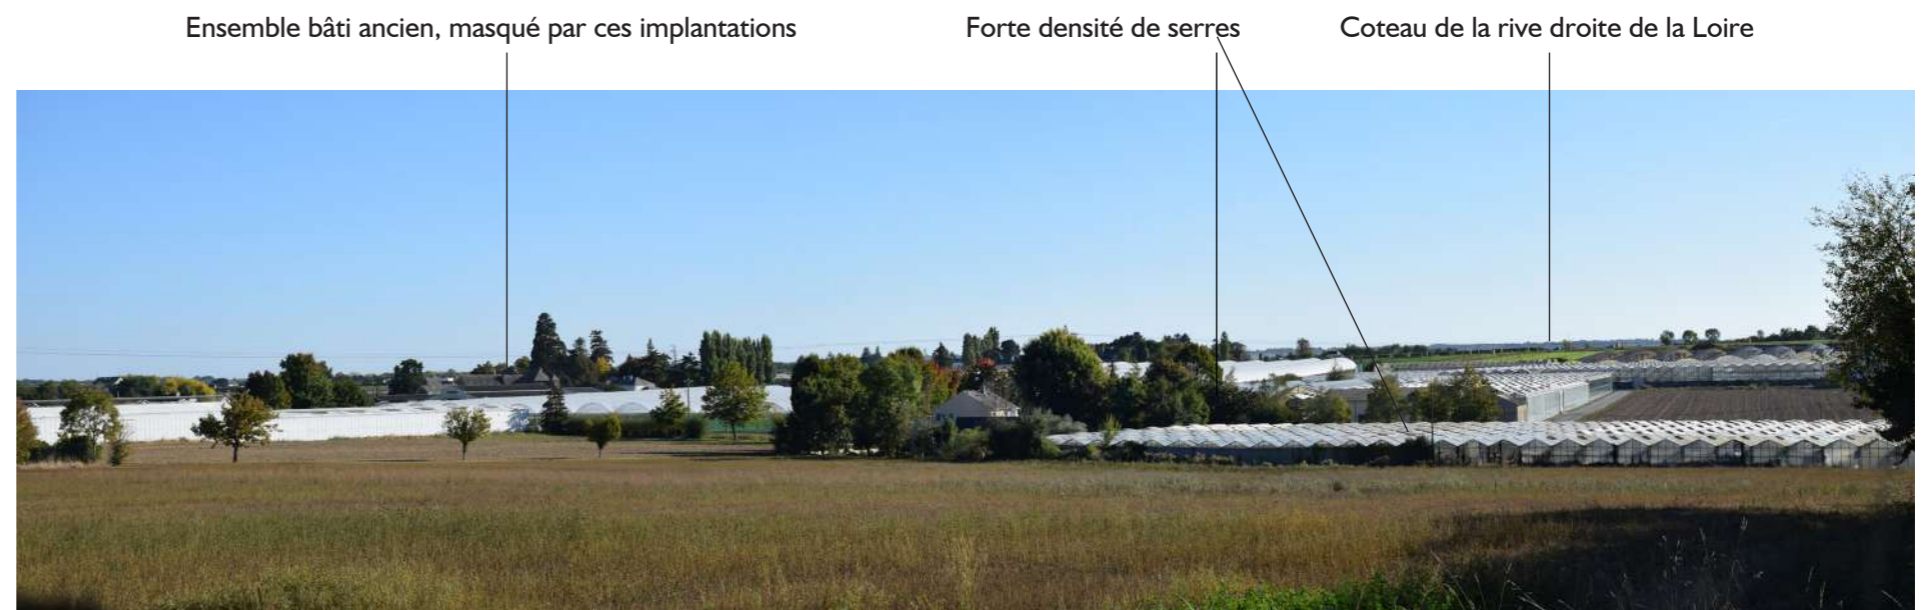 Ensemble bâti ancien, masqué par ces implantations
Forte densité de serres
Coteau de la rive droite de la Loire